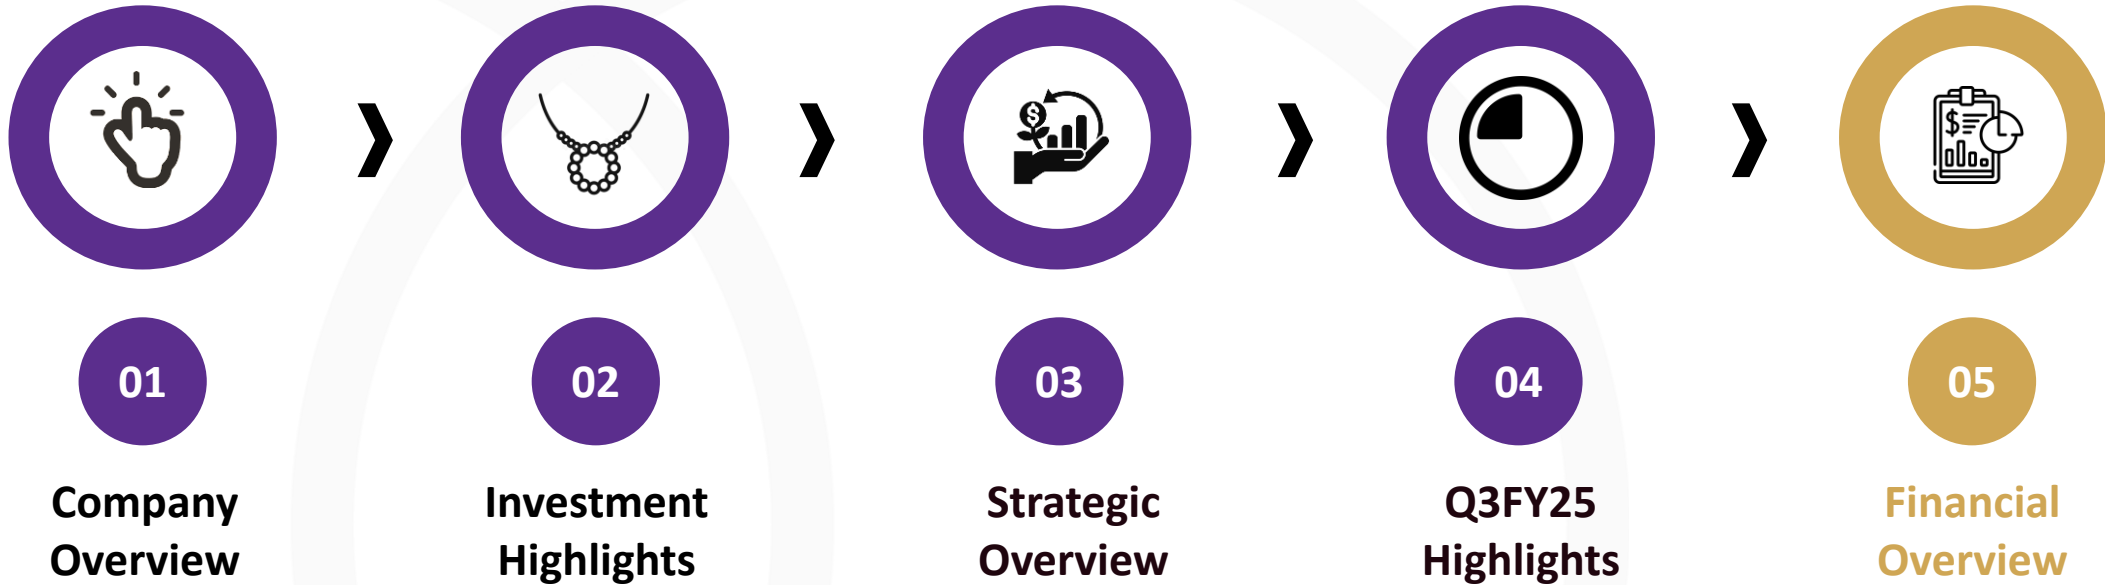 01
Company
Overview
02
Investment
Highlights
03
Strategic
Overview
04
Q3FY25
Highlights
05
Financial
Overview